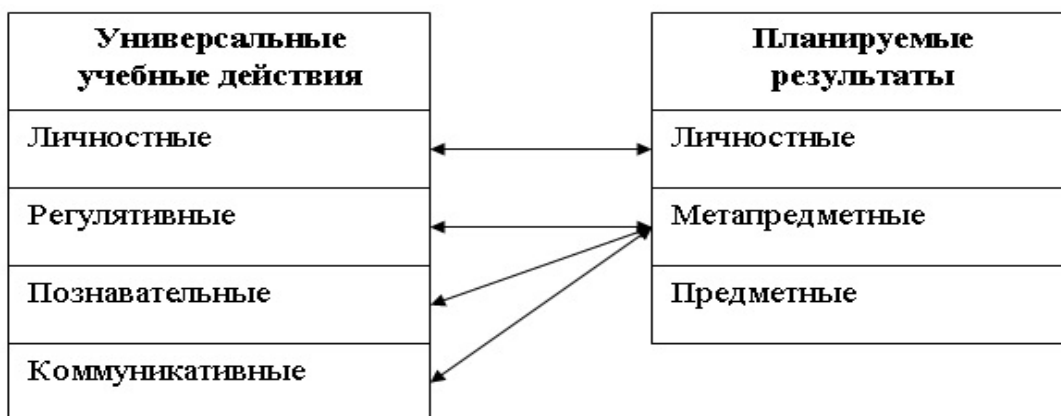 Универсальные
учебные действия
Личностные
Регулятивные
Познавательные
Коммуникативные
Планируемые
результаты
Личностные
Метапредметные
Предметные